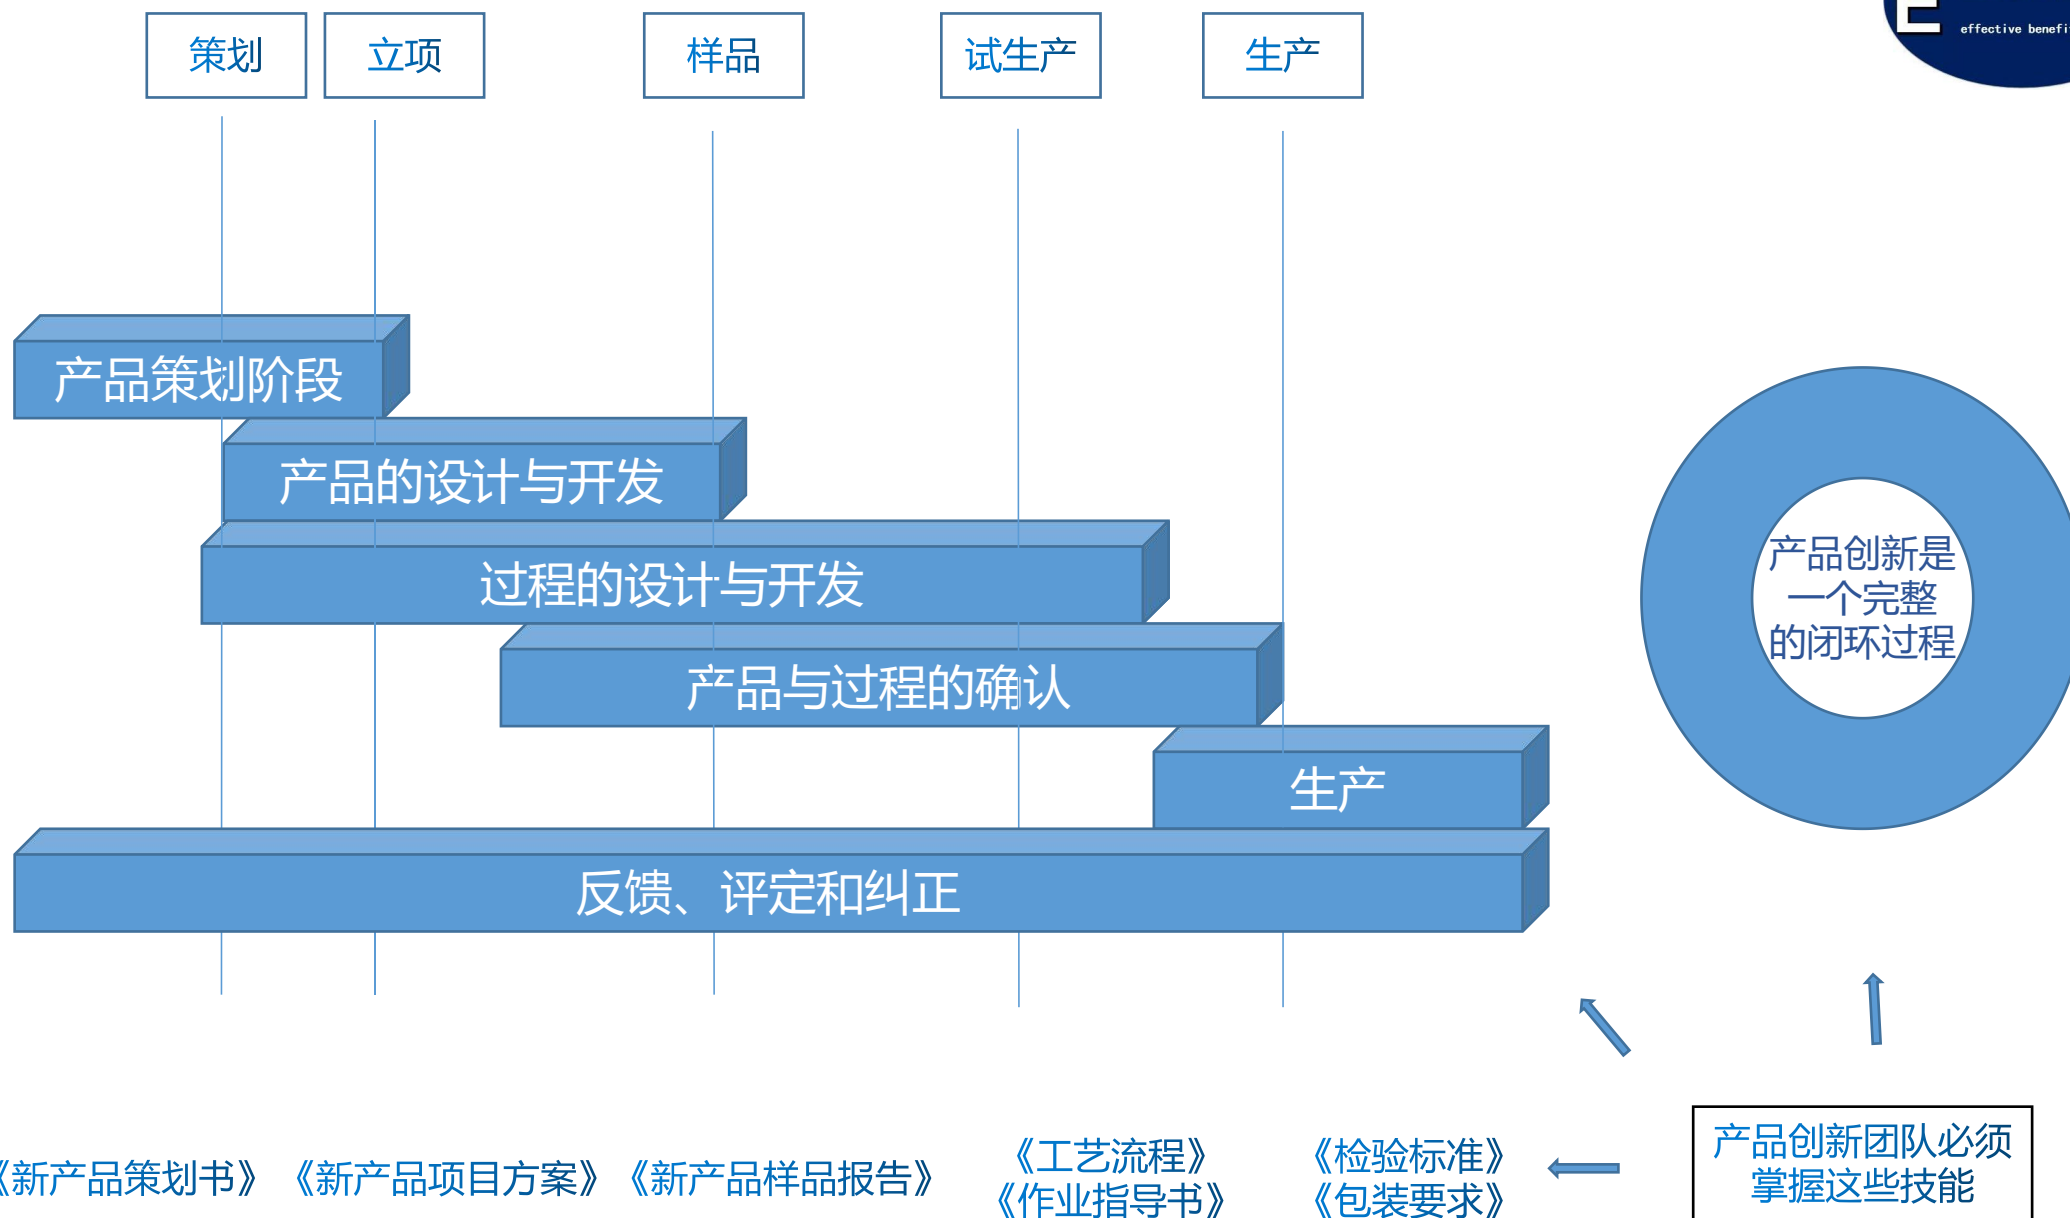 策划
立项
样品
试生产
生产
E
effective benefi
产品策划阶段
产品的设计与开发
过程的设计与开发
产品与过程的确认
生产
反馈、评定和纠正
产品创新是
一个完整
的闭环过程
《新产品策划书》
《新产品项目方案》
《新产品样品报告》
《工艺流程》
《作业指导书》
《检验标准》
《包装要求》
产品创新团队必须
掌握这些技能